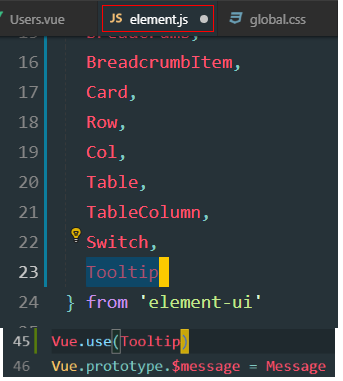 Users.vue JS element.js global.css
15 Breadcrumb,
16 BreadcrumbItem,
17 Card,
18 Row,
19 Col,
20 Table,
21 TableColumn,
22 Switch,
23 Tooltip
24 } from 'element-ui'
45 Vue.use(Tooltip)
46 Vue.prototype.$message = Message